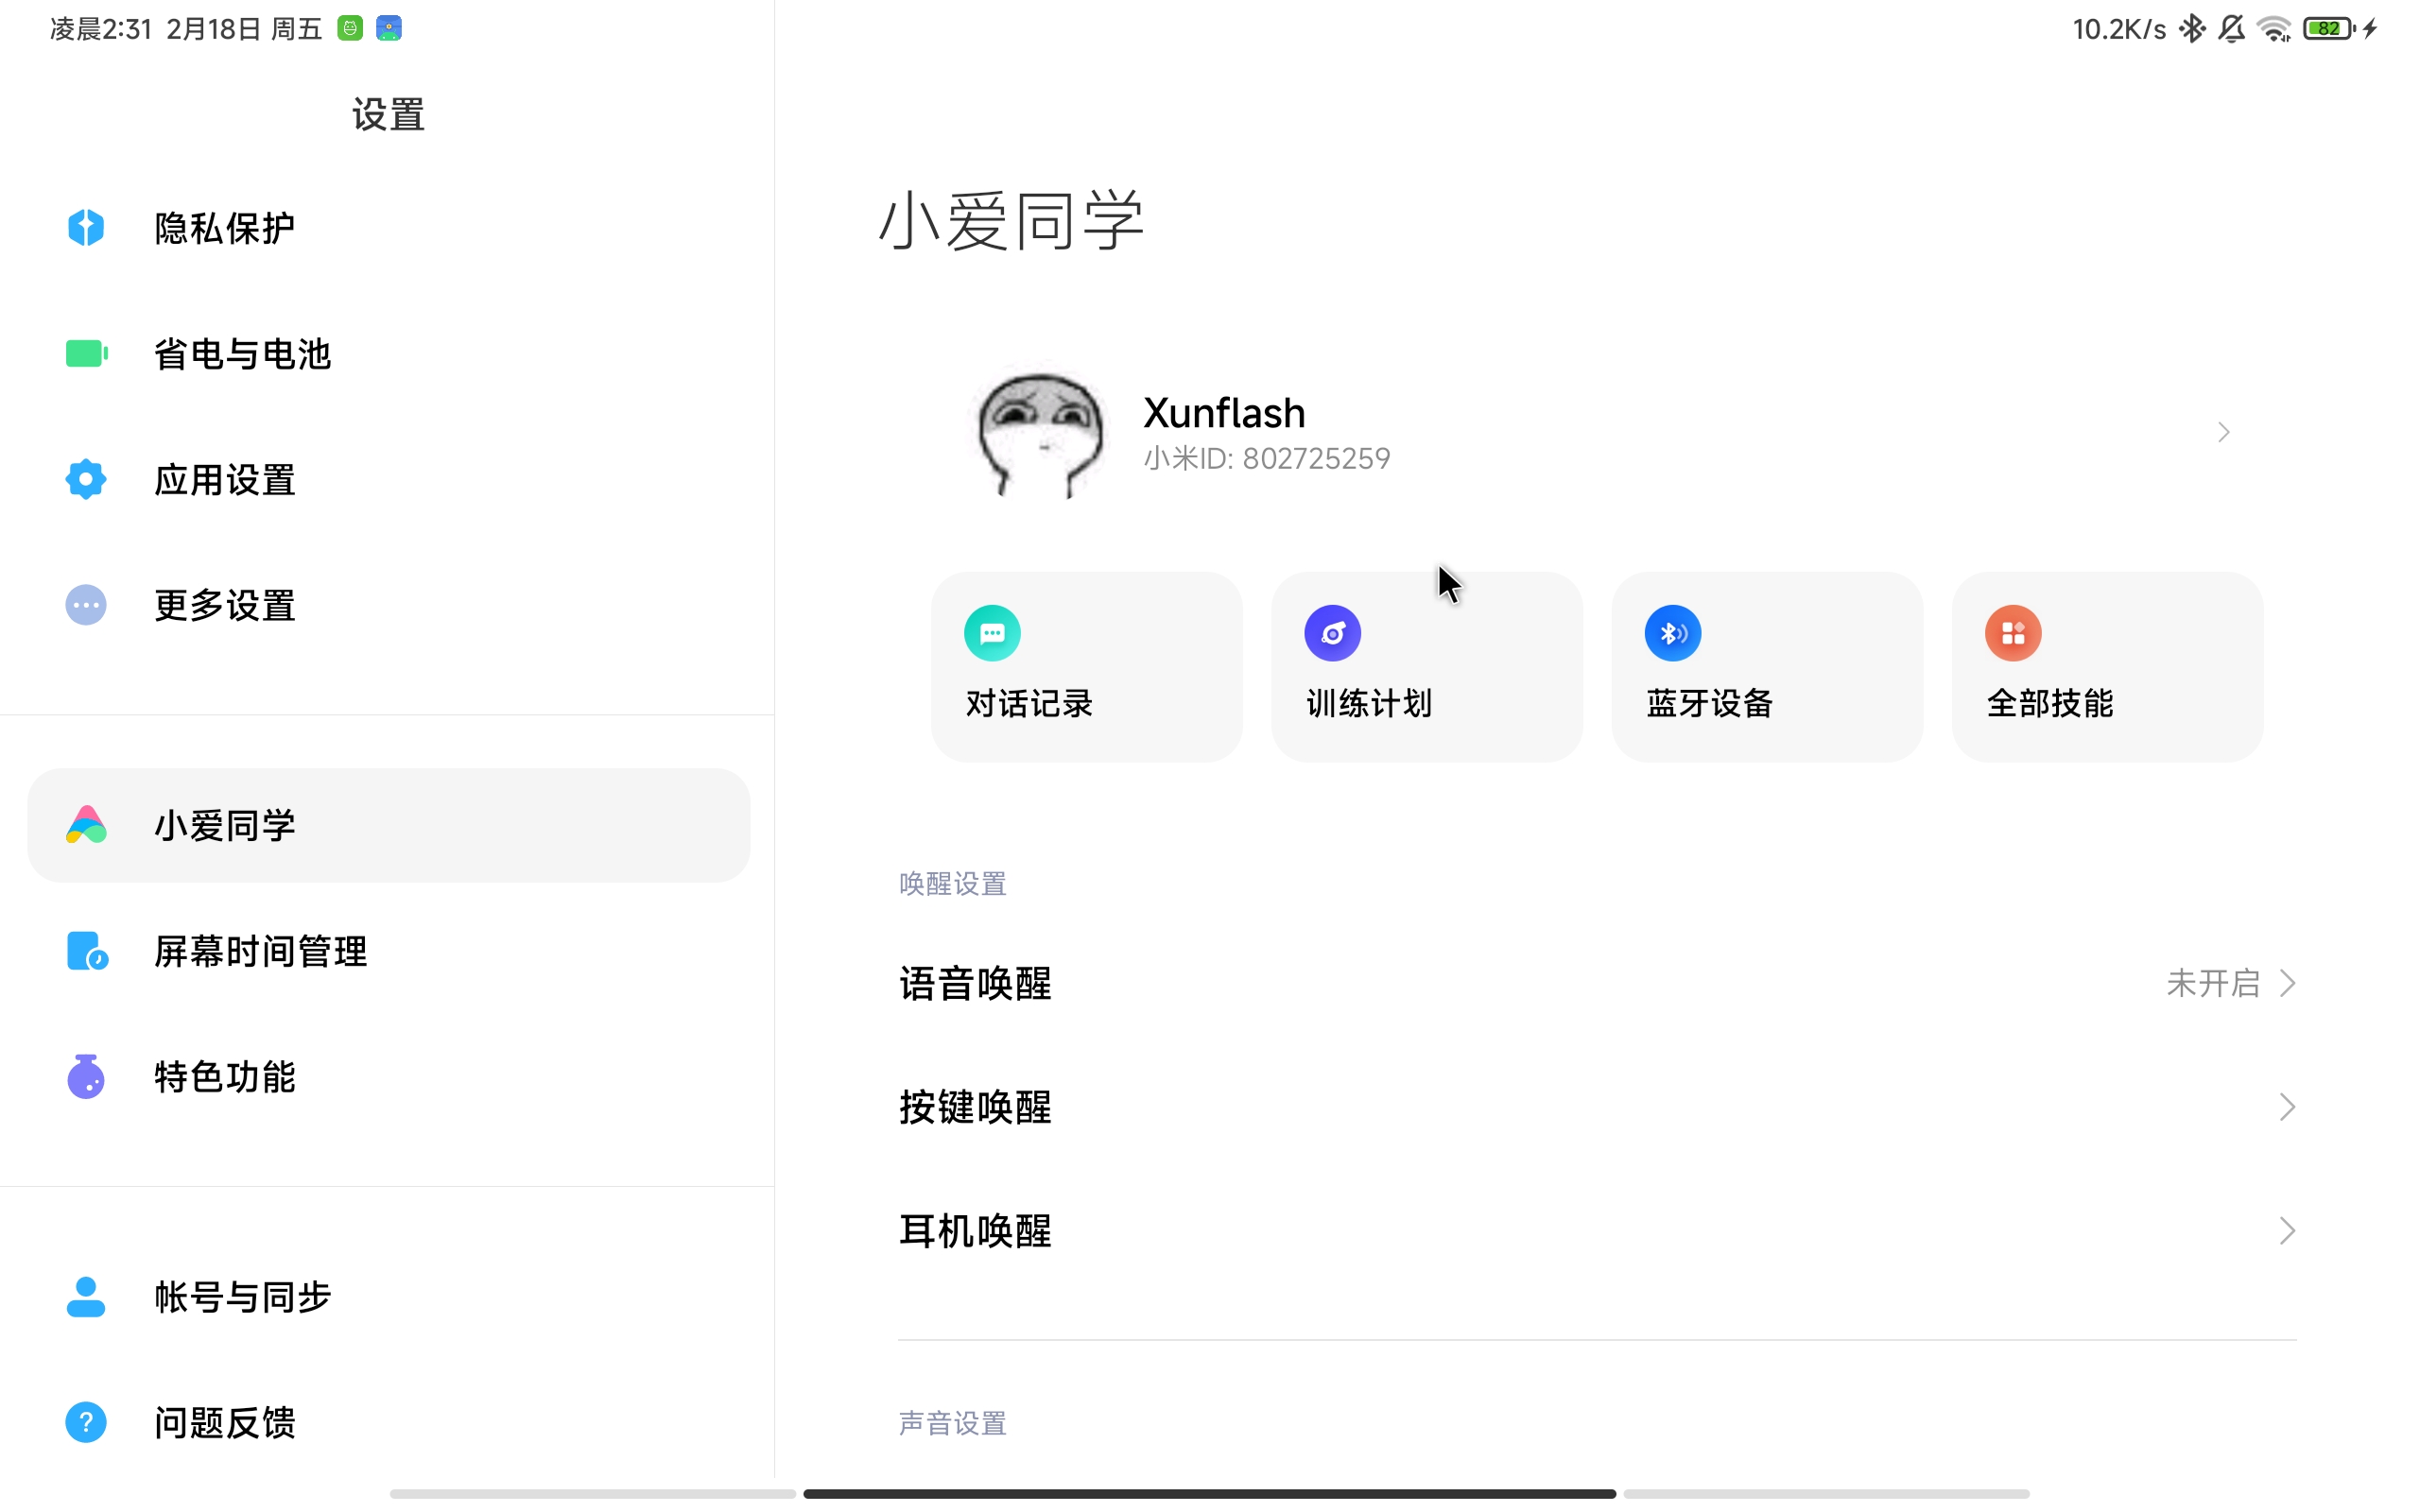 凌晨2:31 2月18日 周五
10.2K/s
82
设置
隐私保护
省电与电池
应用设置
更多设置
小爱同学
屏幕时间管理
特色功能
帐号与同步
问题反馈
小爱同学
Xunflash
小米ID: 802725259
对话记录
训练计划
蓝牙设备
全部技能
唤醒设置
语音唤醒
未开启
按键唤醒
耳机唤醒
声音设置